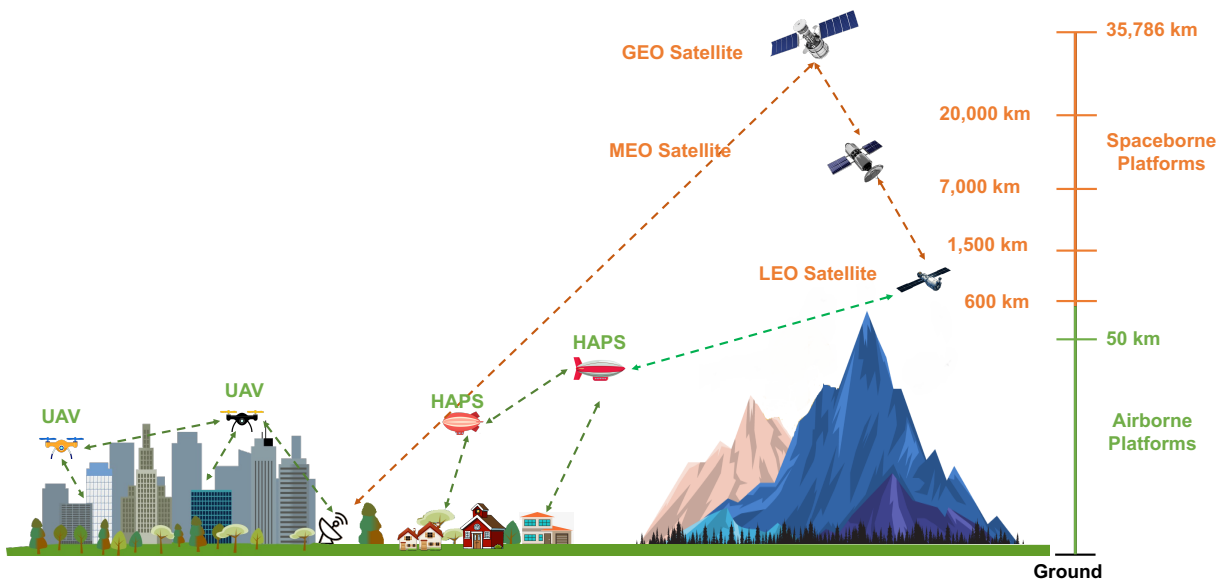 35,786 km
GEO Satellite
20,000 km
MEO Satellite
Spaceborne
Platforms
7,000 km
1,500 km
LEO Satellite
600 km
HAPS
50 km
UAV
HAPS
UAV
Airborne
Platforms
Ground